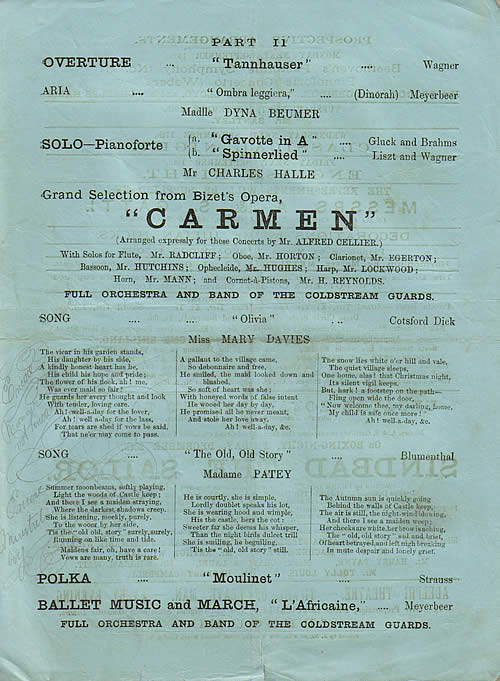 PART II
OVERTURE ... "Tannhauser" ... Wagner
ARIA .... "Ombra leggiera," .... (Dinorah) Meyerbeer
Madlle DYNA BEUMER
SOLO—Pianoforte {a. "Gavotte in A" .... Gluck and Brahms
{b. "Spinnerlied" .... Liszt and Wagner
Mr CHARLES HALLE
Grand Selection from Bizet's Opera,
"CARMEN"
(Arranged expressly for these Concerts by Mr. ALFRED CELLIER.)
With Solos for Flute, Mr. RADCLIFF; Oboe, Mr. HORTON; Clarionet, Mr. EGERTON;
Bassoon, Mr. HUTCHINS; Ophecleide, Mr. HUGHES; Harp, Mr. LOCKWOOD;
Horn, Mr. MANN; and Cornet-à-Pistons, Mr. H. REYNOLDS.
FULL ORCHESTRA AND BAND OF THE COLDSTREAM GUARDS.
SONG .... "Olivia" ... Cotsford Dick
Miss MARY DAVIES
The vicar in his garden stands,
His daughter by his side,
A kindly honest heart has he,
His child his hope and pride;
The flower of his flock, ah! me,
Was ever maid so fair!
He guards her every thought and look
With tender, loving care.
Ah! well-a-day for the lover,
Ah! well a-day for the lass,
For tears are shed if vows be said,
That ne'er may come to pass.
A gallant to the village came,
So debonnaire and free,
He smiled, the maid looked down and
blushed.
So soft of heart was she;
With honeyed words of false intent
He wooed her day by day.
He promised all he never meant,
And stole her love away.
Ah! well-a-day, &c.
The snow lies white o'er hill and vale,
The quiet village sleeps,
One home, alas! that Christmas night,
Its silent vigil keeps.
But, hark! a footstep on the path—
Fling open wide the door,
"Now welcome thee, my darling, home,
My child is safe once more!
Ah! well-a-day, &c.
SONG .... "The Old, Old Story" ... Blumenthal
Madame PATEY
Summer moonbeams, softly playing,
Light the woods of Castle keep;
And there I see a maiden straying,
Where the darkest shadows creep.
She is listening, meekly, purely,
To the wooer by her side,
'Tis the "old old, story" surely, surely,
Running on like time and tide.
Maidens fair, oh, have a care!
Vows are many, truth is rare.
He is courtly, she is simple,
Lordly doublet speaks his lot,
She is wearing hood and wimple,
His the castle, hers the cot:
Sweeter far she deems his whisper,
Than the night birds dulcet trill
She is smiling, he beguiling,
'Tis the "old, old story" still.
The Autumn sun is quickly going
Behind the walls of Castle keep,
The air is still, the night-wind blowing,
And there I see a maiden weep;
Her cheeks are white, her brow is aching,
The "old, old story" sad and brief,
Of heart betrayed, and left nigh breaking
In mute despair and lonely grief.
POLKA .... "Moulinet" .... Strauss
BALLET MUSIC and MARCH, "L'Africaine," .... Meyerbeer
FULL ORCHESTRA AND BAND OF THE COLDSTREAM GUARDS.